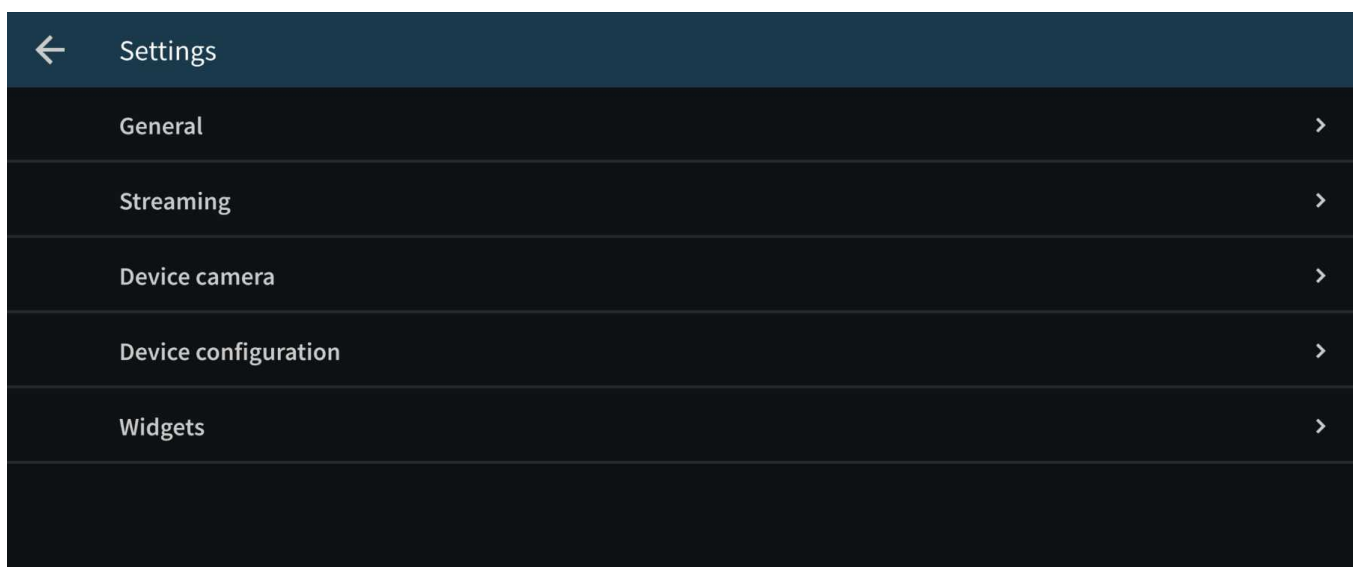 Settings
General
Streaming
Device camera
Device configuration
Widgets